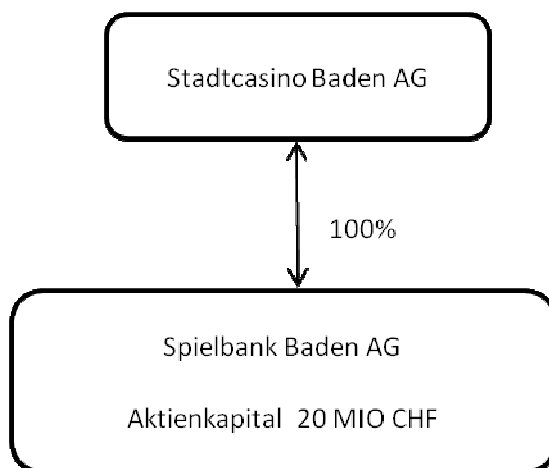 Stadtcasino Baden AG
100%
Spielbank Baden AG
Aktienkapital 20 MIO CHF